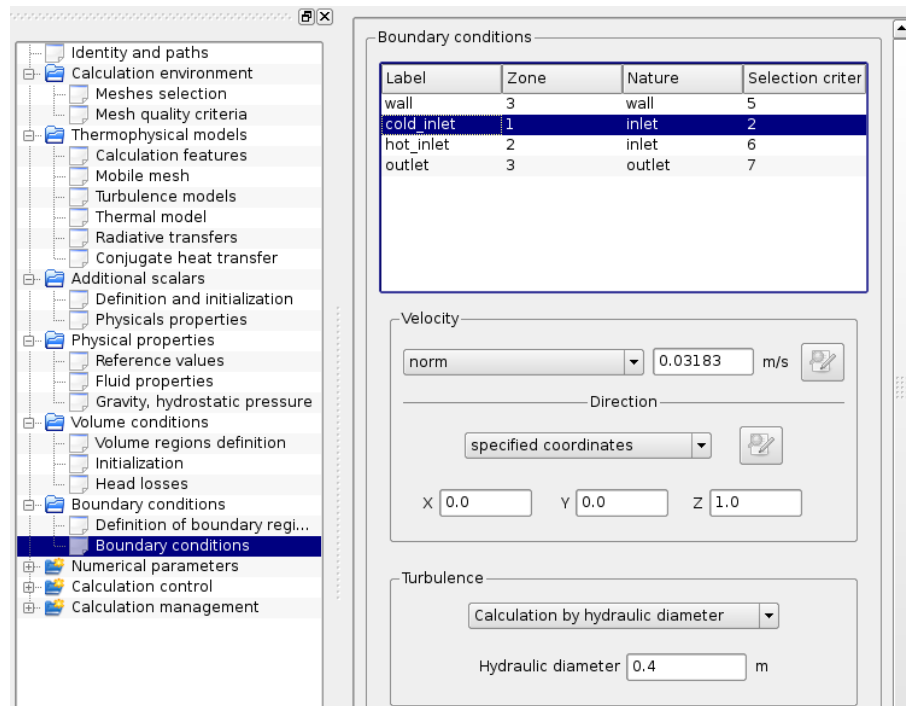 Identity and paths
Calculation environment
Meshes selection
Mesh quality criteria
Thermophysical models
Calculation features
Mobile mesh
Turbulence models
Thermal model
Radiative transfers
Conjugate heat transfer
Additional scalars
Definition and initialization
Physicals properties
Physical properties
Reference values
Fluid properties
Gravity, hydrostatic pressure
Volume conditions
Volume regions definition
Initialization
Head losses
Boundary conditions
Definition of boundary regi...
Boundary conditions
Numerical parameters
Calculation control
Calculation management
Boundary conditions
Label Zone Nature Selection criter
wall 3 wall 5
cold_inlet 1 inlet 2
hot_inlet 2 inlet 6
outlet 3 outlet 7
Velocity
norm 0.03183 m/s
Direction
specified coordinates
X 0.0 Y 0.0 Z 1.0
Turbulence
Calculation by hydraulic diameter
Hydraulic diameter 0.4 m